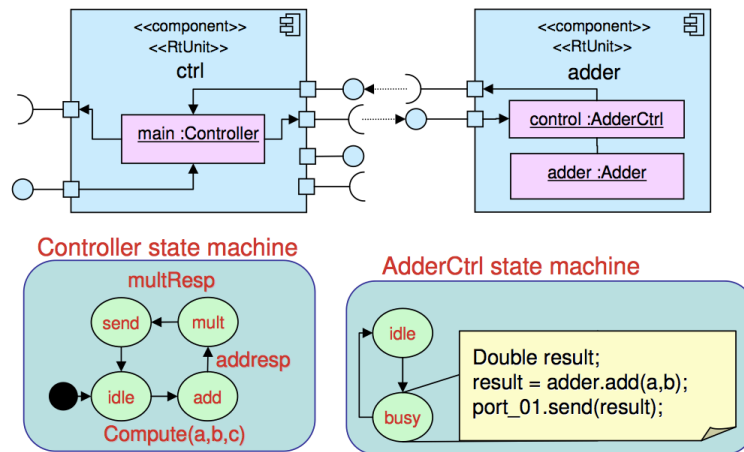 <<component>>
<<RtUnit>>
ctrl
main :Controller
<<component>>
<<RtUnit>>
adder
control :AdderCtrl
adder :Adder
Controller state machine
multResp
send
mult
addresp
idle
add
Compute(a,b,c)
AdderCtrl state machine
idle
busy
Double result;
result = adder.add(a,b);
port_01.send(result);